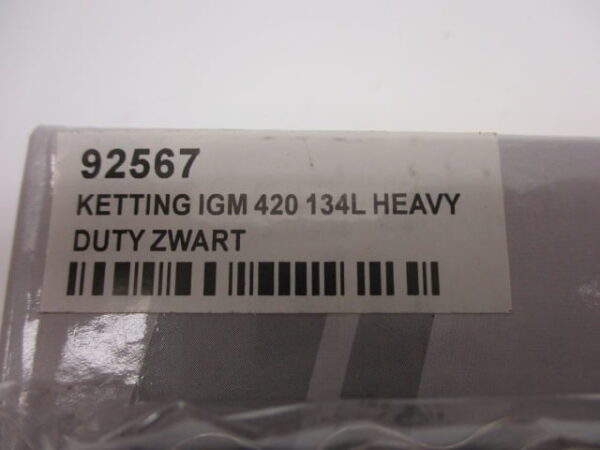 92567
KETTING IGM 420 134L HEAVY
DUTY ZWART